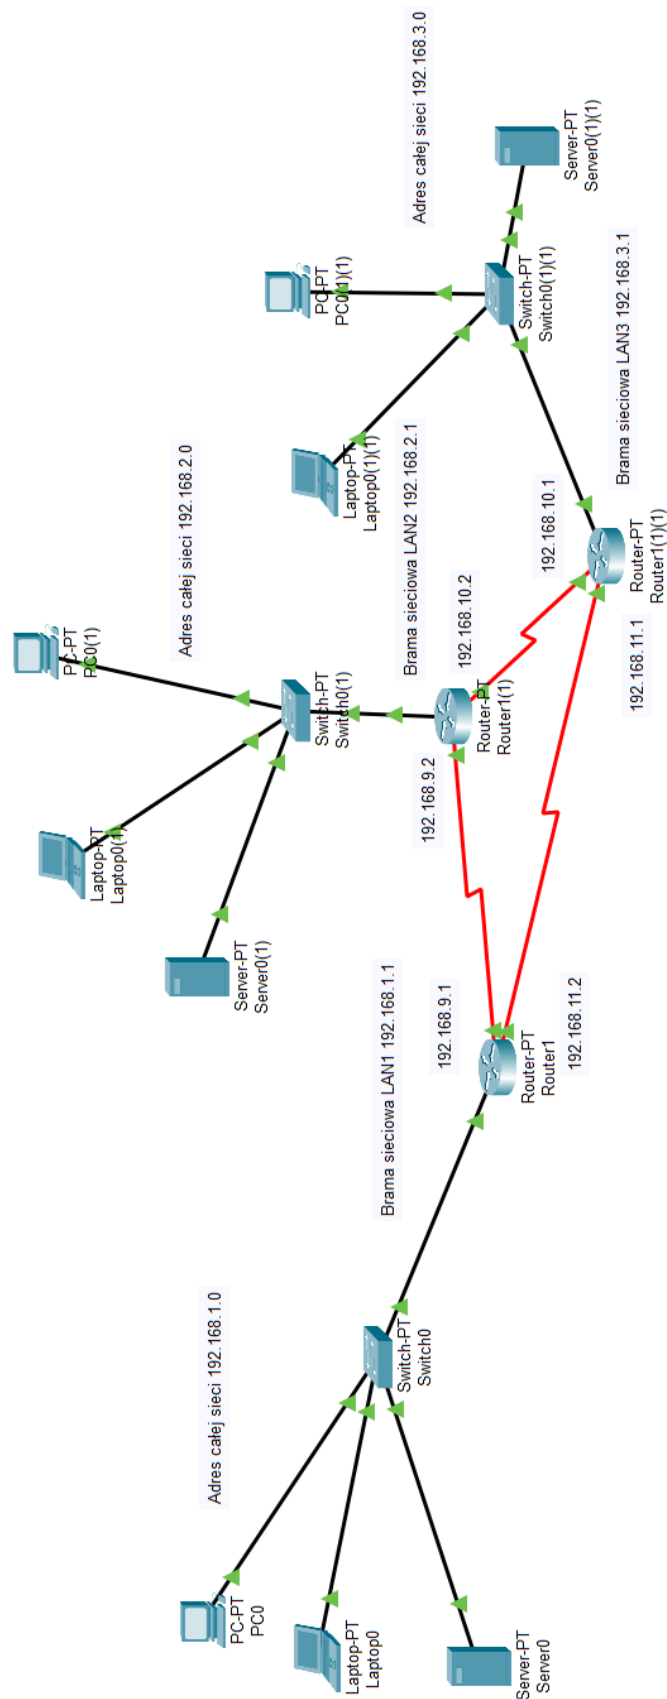 PC-PT
PC0
Laptop-PT
Laptop0
Server-PT
Server0
Adres całej sieci 192.168.1.0
Switch-PT
Switch0
Brama sieciowa LAN1 192.168.1.1
192.168.9.1
Router-PT
Router1
192.168.11.2
Server-PT
Server0(1)
Laptop-PT
Laptop0(1)
PC-PT
PC0(1)
Adres całej sieci 192.168.2.0
Switch-PT
Switch0(1)
Brama sieciowa LAN2 192.168.2.1
192.168.9.2
Router-PT
Router1(1)
192.168.10.2
Laptop-PT
Laptop0(1)(1)
PC-PT
PC0(1)(1)
Adres całej sieci 192.168.3.0
Switch-PT
Switch0(1)(1)
Server-PT
Server0(1)(1)
192.168.10.1
Router-PT
Router1(1)(1)
192.168.11.1
Brama sieciowa LAN3 192.168.3.1